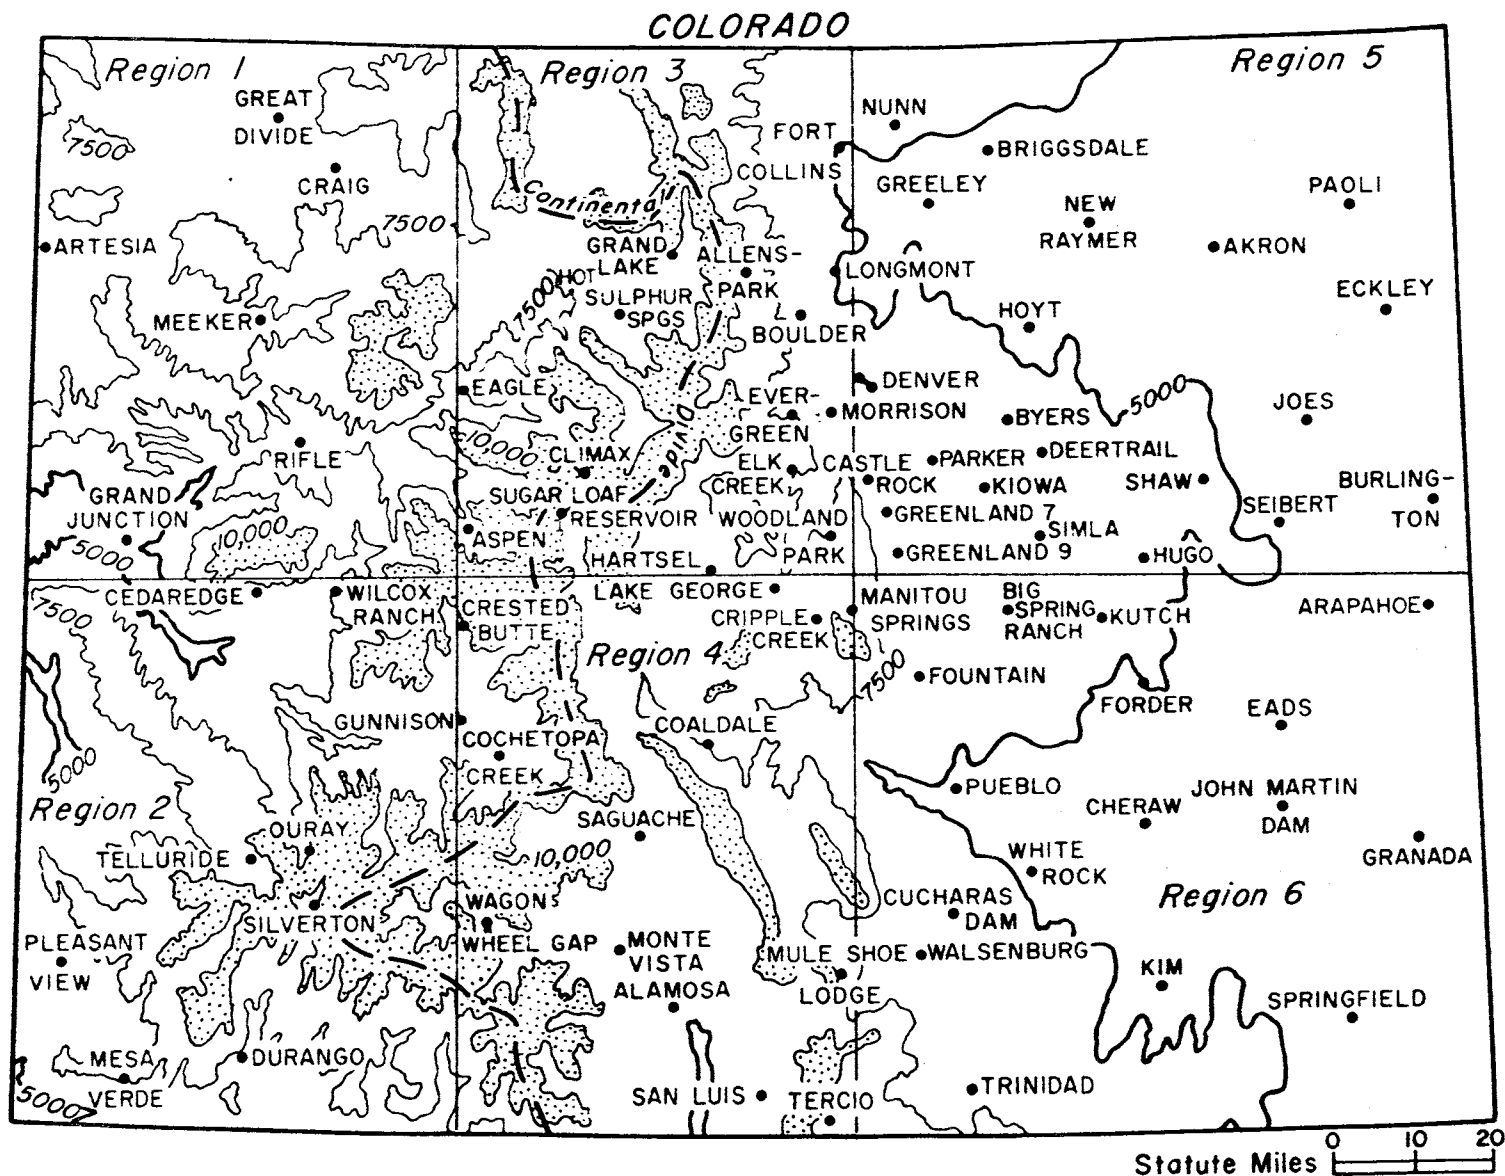 COLORADO
Region 1
Region 3
Region 5
GREAT
DIVIDE
7500
CRAIG
ARTESIA
7500
MEEKER
RIFLE
GRAND
JUNCTION
5000
10,000
NUNN
FORT
COLLINS
BRIGGSDALE
GREELEY
PAOLI
NEW
RAYMER
AKRON
Continental
GRAND
LAKE
ALLENS-
PARK
LONGMONT
HOT
SULPHUR
SPGS
7500
BOULDER
HOYT
ECKLEY
EAGLE
DENVER
EVER-
GREEN
MORRISON
BYERS
5000
JOES
Divide
10,000
CLIMAX
ELK
CREEK
CASTLE
ROCK
PARKER
DEERTRAIL
KIOWA
SHAW
BURLING-
TON
SUGAR LOAF
RESERVOIR
WOODLAND
PARK
GREENLAND 7
SIMLA
SEIBERT
ASPEN
HARTSEL
GREENLAND 9
HUGO
7500
CEDAREDGE
WILCOX
RANCH
CRESTED
BUTTE
LAKE GEORGE
CRIPPLE
CREEK
MANITOU
SPRINGS
BIG
SPRING
RANCH
KUTCH
ARAPAHOE
Region 4
7500
FOUNTAIN
FORDER
EADS
GUNNISON
COCHETOPA
CREEK
COALDALE
5000
Region 2
PUEBLO
CHERAW
JOHN MARTIN
DAM
OURAY
TELLURIDE
SAGUACHE
10,000
WHITE
ROCK
GRANADA
Region 6
SILVERTON
WAGON
WHEEL GAP
CUCHARAS
DAM
PLEASANT
VIEW
MONTE
VISTA
MULE SHOE
LODGE
WALSENBURG
KIM
ALAMOSA
SPRINGFIELD
MESA
VERDE
DURANGO
5000
SAN LUIS
TERCIO
TRINIDAD
0 10 20
Statute Miles